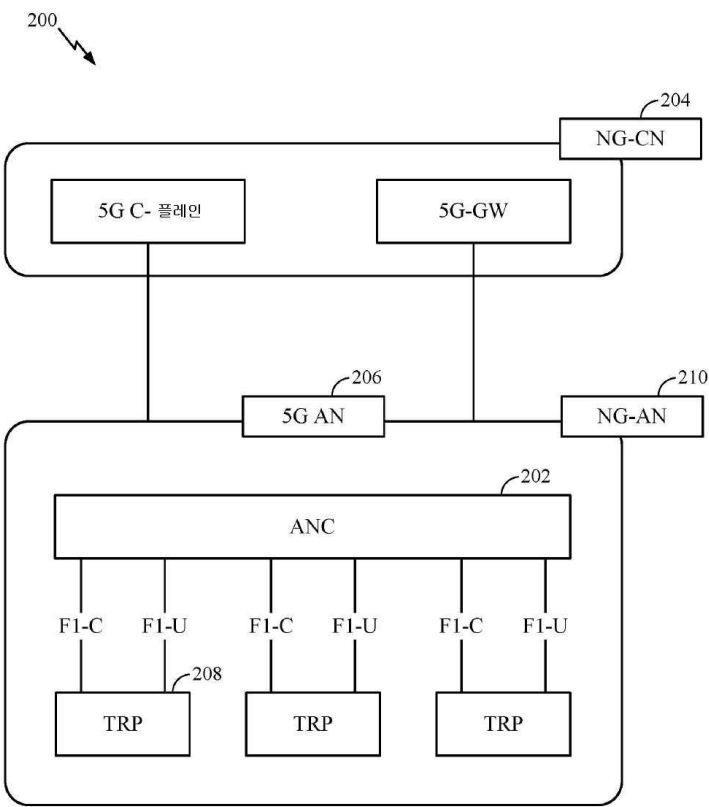 200
204
NG-CN
5G C- 플레인
5G-GW
206
210
5G AN
NG-AN
202
ANC
F1-C F1-U F1-C F1-U F1-C F1-U
208
TRP TRP TRP